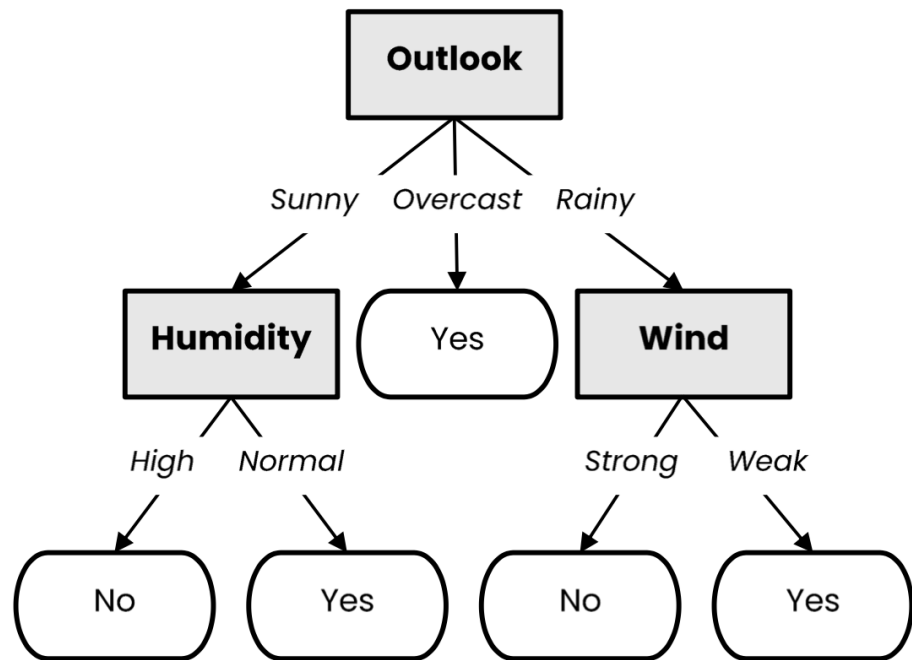 Outlook
Sunny Overcast Rainy
Humidity Yes Wind
High Normal Strong Weak
No Yes No Yes